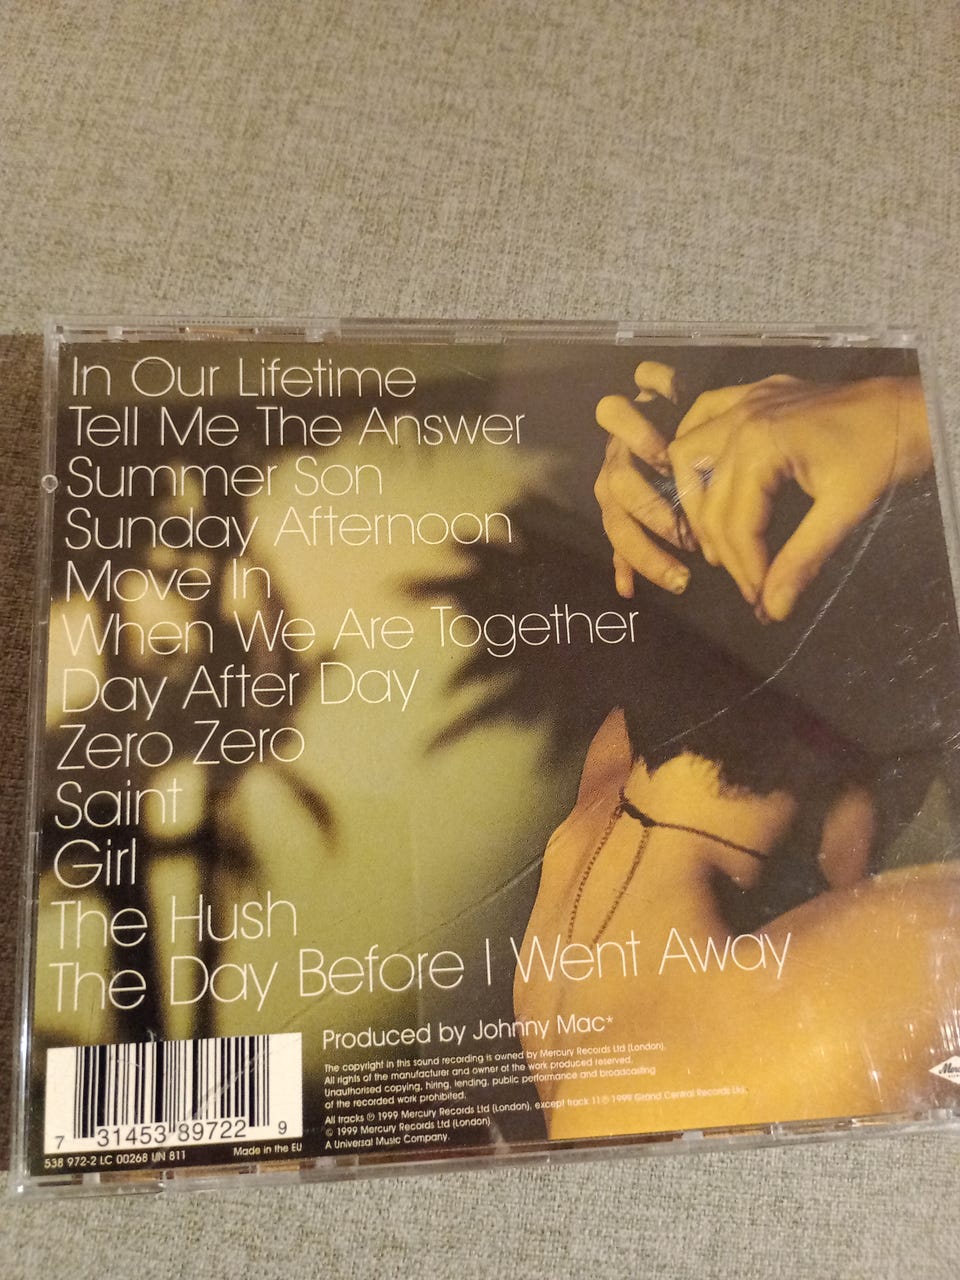 In Our Lifetime
Tell Me The Answer
Summer Son
Sunday Afternoon
Move In
When We Are Together
Day After Day
Zero Zero
Saint
Girl
The Hush
The Day Before I Went Away
Produced by Johnny Mac*
The copyright in this sound recording is owned by Mercury Records Ltd (London).
All rights of the manufacturer and owner of the work produced reserved.
Unauthorised copying, hiring, lending, public performance and broadcasting
of the recorded work prohibited.
All tracks ℗ 1999 Mercury Records Ltd (London), except track 11 ℗ 1999 Grand Central Records Ltd.
© 1999 Mercury Records Ltd (London)
A Universal Music Company.
7 31453 89722 9
538 972-2 LC 00268 UN 811 Made in the EU